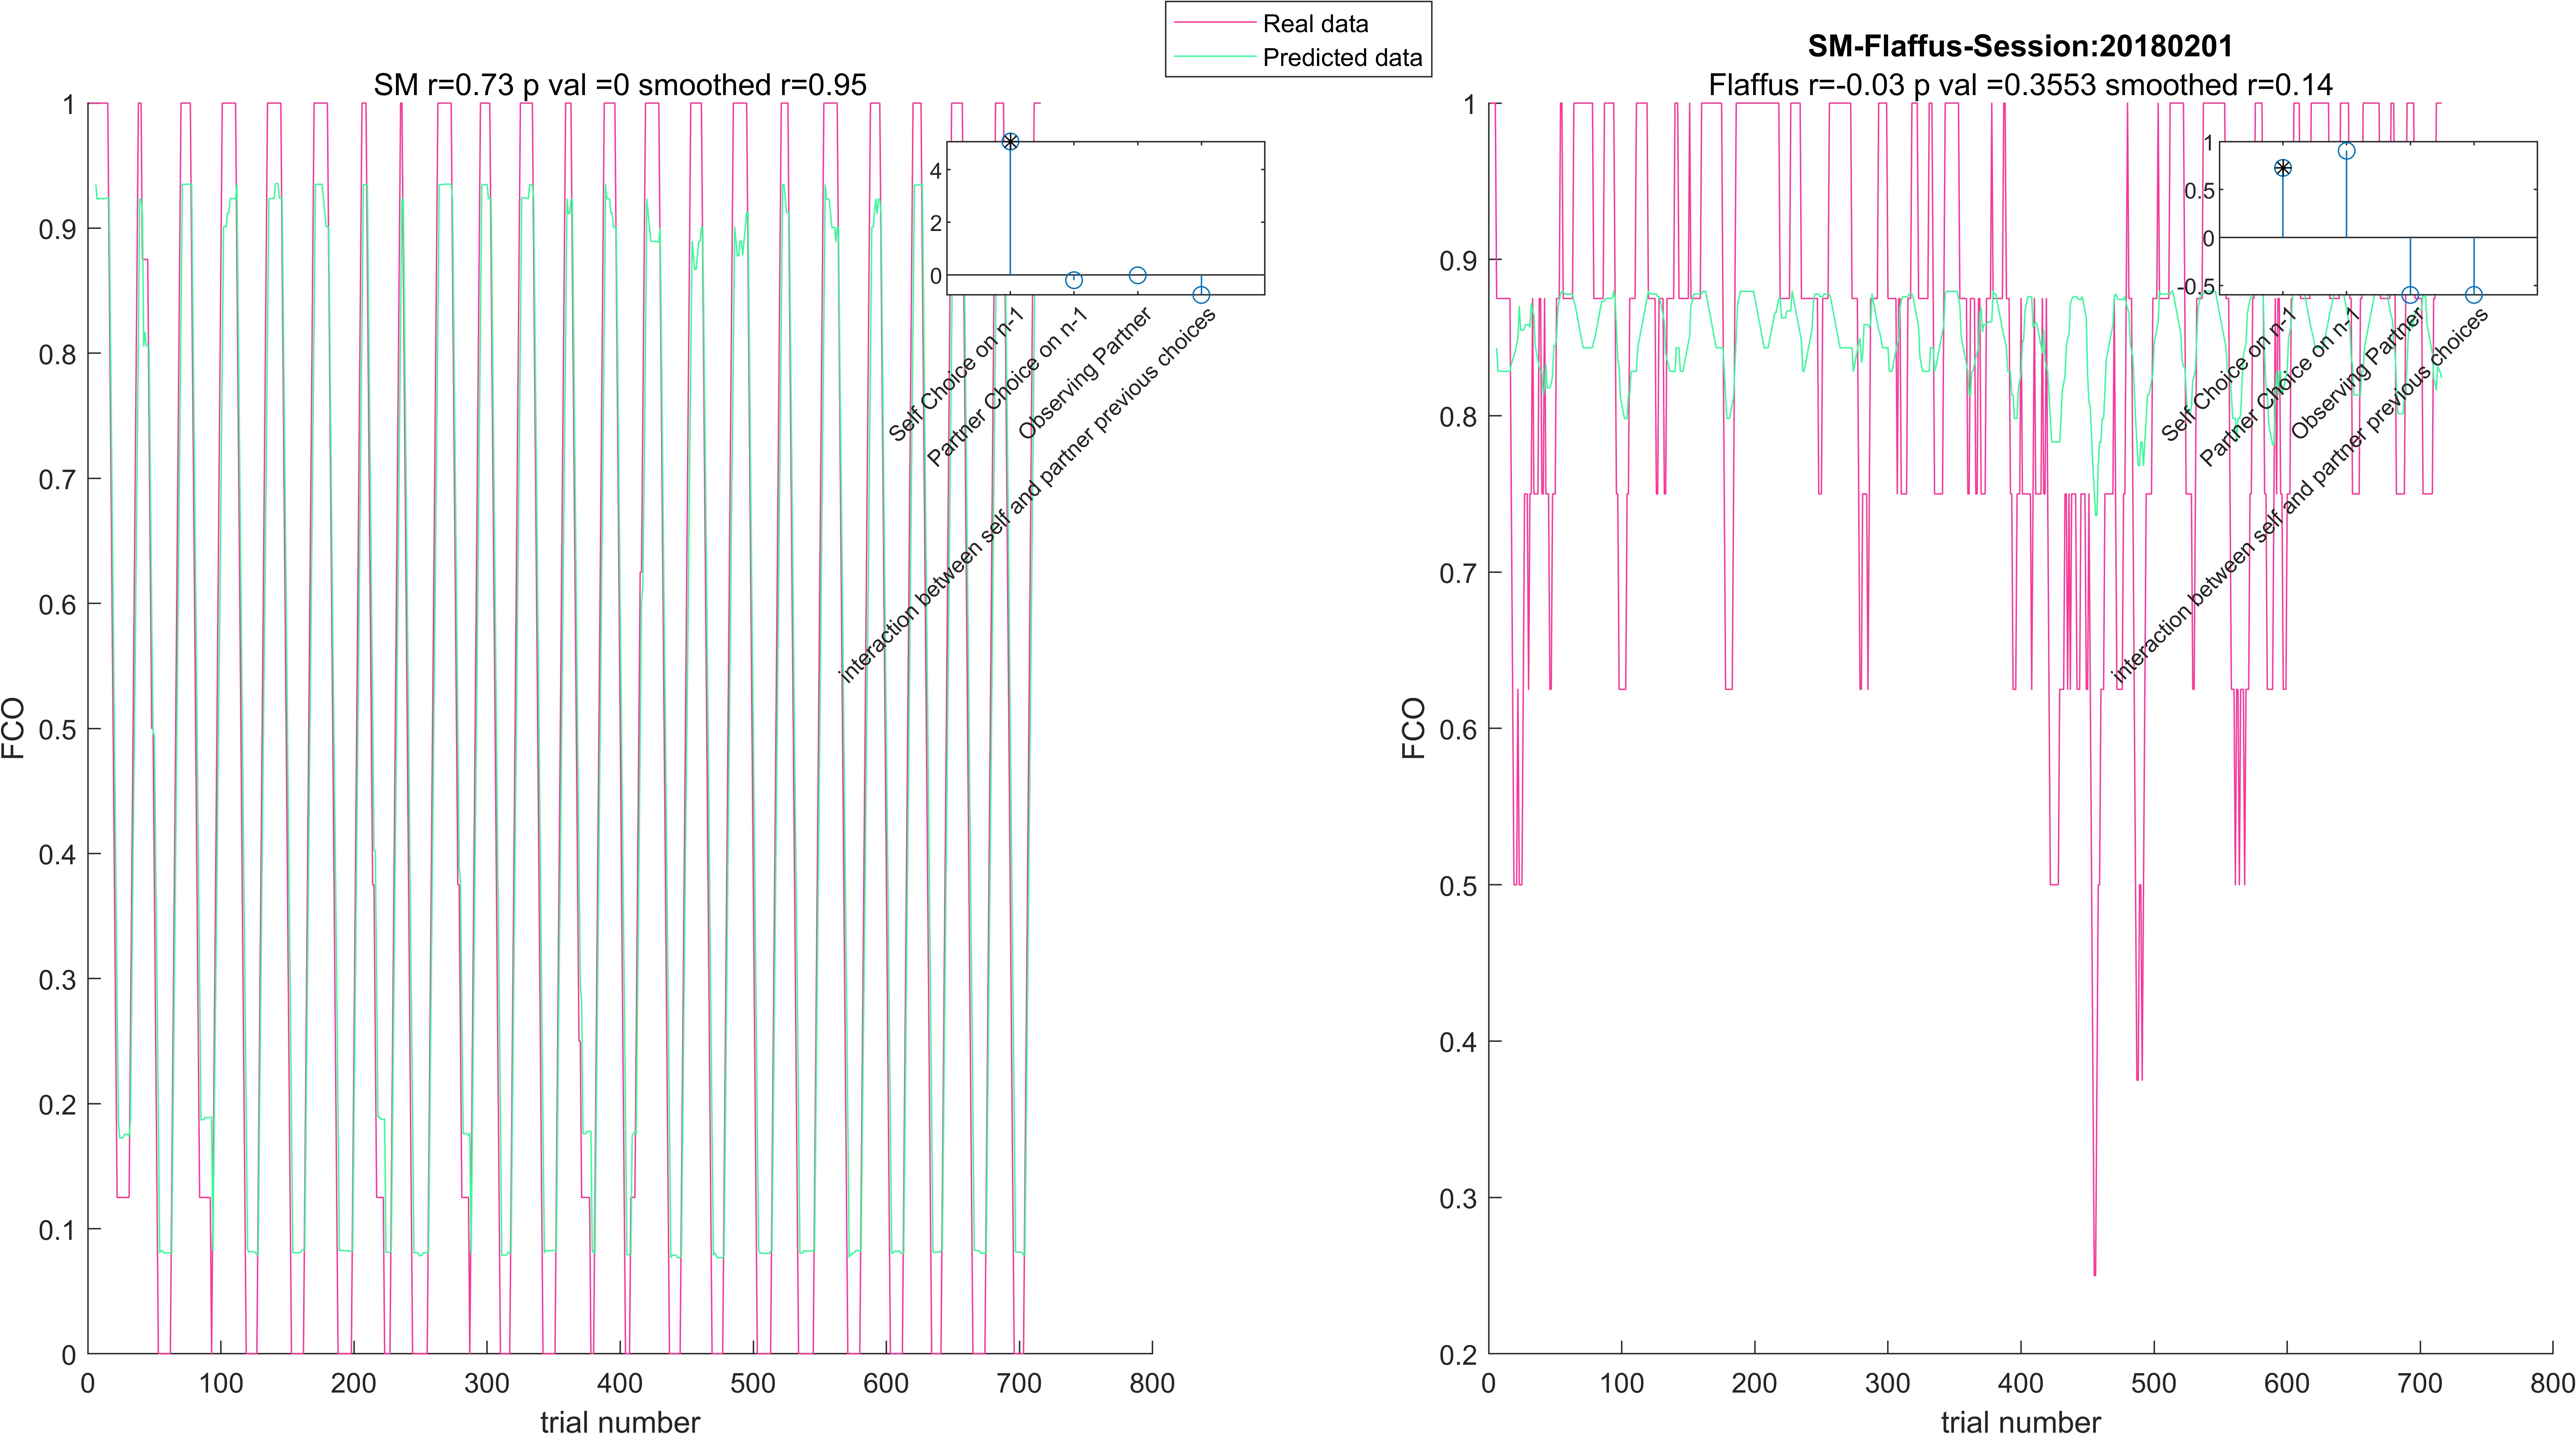 Real data
Predicted data
SM r=0.73 p val =0 smoothed r=0.95
1
0.9
0.8
0.7
0.6
0.5
0.4
0.3
0.2
0.1
0
FCO
0 100 200 300 400 500 600 700 800
trial number
4
2
0
Self Choice on n-1
Partner Choice on n-1
Observing Partner
interaction between self and partner previous choices
SM-Flaffus-Session:20180201
Flaffus r=-0.03 p val =0.3553 smoothed r=0.14
1
0.9
0.8
0.7
0.6
0.5
0.4
0.3
0.2
FCO
0 100 200 300 400 500 600 700 800
trial number
1
0.5
0
-0.5
Self Choice on n-1
Partner Choice on n-1
Observing Partner
interaction between self and partner previous choices